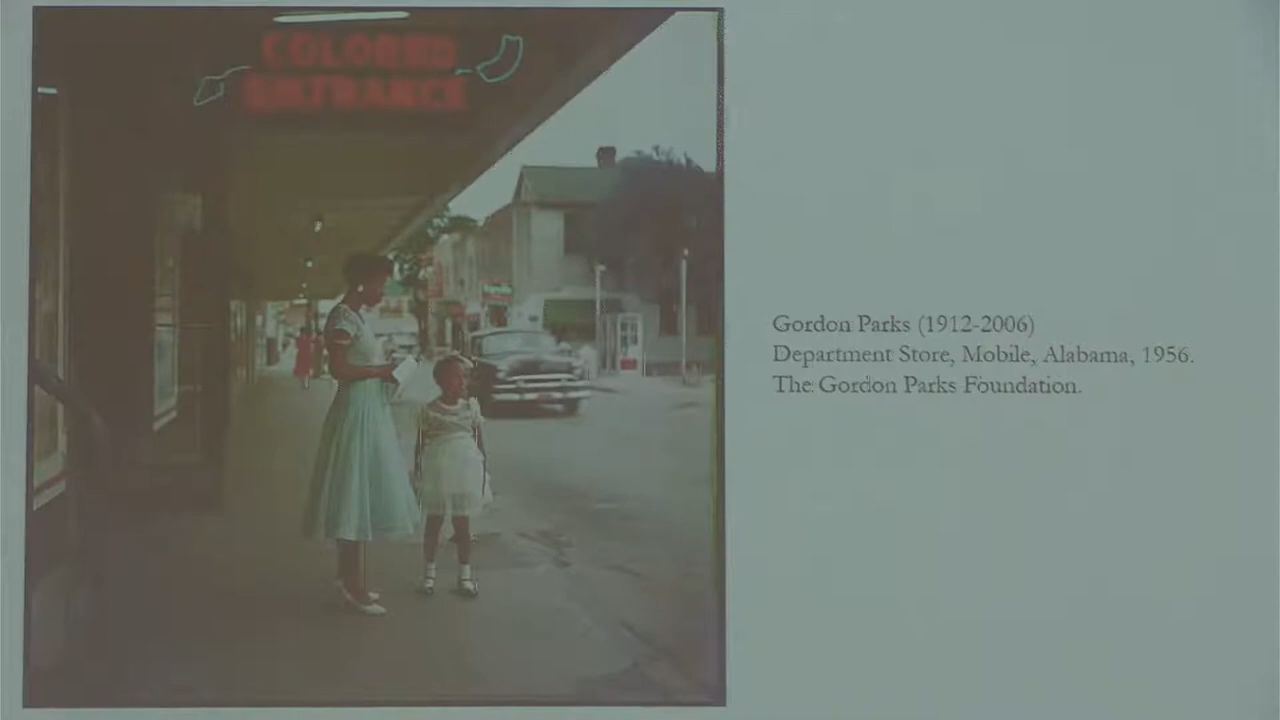 COLORED
ENTRANCE
Gordon Parks (1912-2006)
Department Store, Mobile, Alabama, 1956.
The Gordon Parks Foundation.